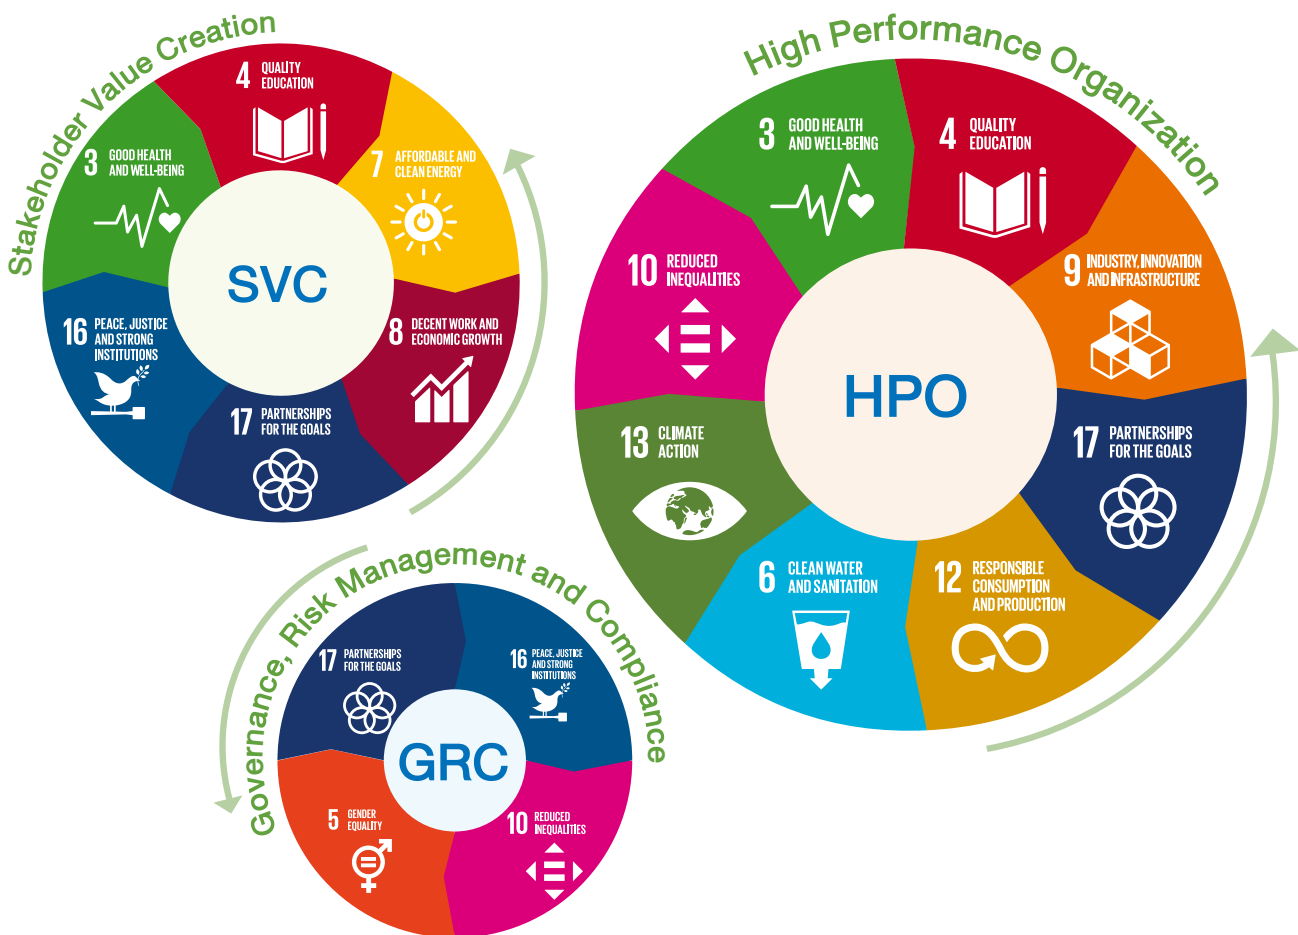 Stakeholder Value Creation
4 QUALITY
EDUCATION
7 AFFORDABLE AND
CLEAN ENERGY
8 DECENT WORK AND
ECONOMIC GROWTH
17 PARTNERSHIPS
FOR THE GOALS
16 PEACE, JUSTICE
AND STRONG
INSTITUTIONS
3 GOOD HEALTH
AND WELL-BEING
SVC
High Performance Organization
3 GOOD HEALTH
AND WELL-BEING
4 QUALITY
EDUCATION
9 INDUSTRY, INNOVATION
AND INFRASTRUCTURE
17 PARTNERSHIPS
FOR THE GOALS
12 RESPONSIBLE
CONSUMPTION
AND PRODUCTION
6 CLEAN WATER
AND SANITATION
13 CLIMATE
ACTION
10 REDUCED
INEQUALITIES
HPO
Governance, Risk Management and Compliance
17 PARTNERSHIPS
FOR THE GOALS
16 PEACE, JUSTICE
AND STRONG
INSTITUTIONS
10 REDUCED
INEQUALITIES
5 GENDER
EQUALITY
GRC